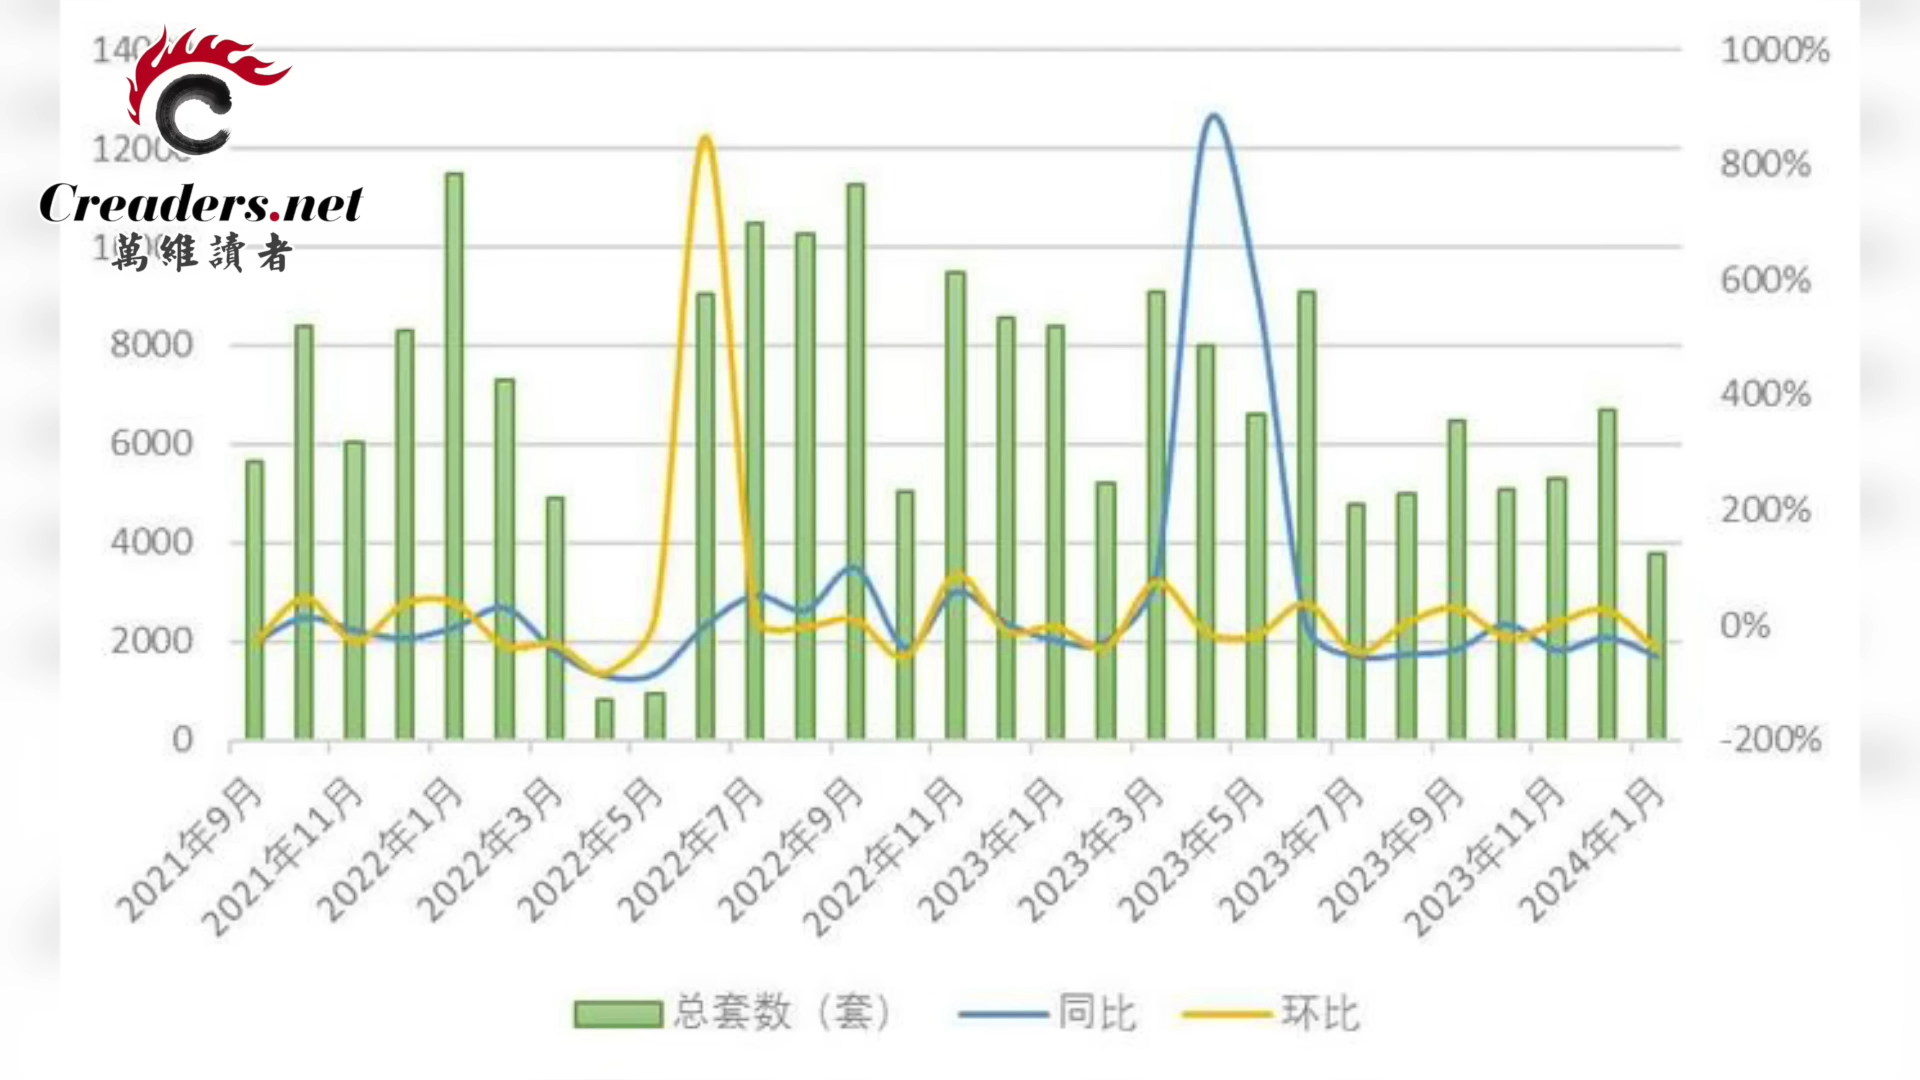 Creaders.net
萬維讀者
8000
6000
4000
2000
0
1000%
800%
600%
400%
200%
0%
-200%
2021年9月
2021年11月
2022年1月
2022年3月
2022年5月
2022年7月
2022年9月
2022年11月
2023年1月
2023年3月
2023年5月
2023年7月
2023年9月
2023年11月
2024年1月
总套数（套）
同比
环比